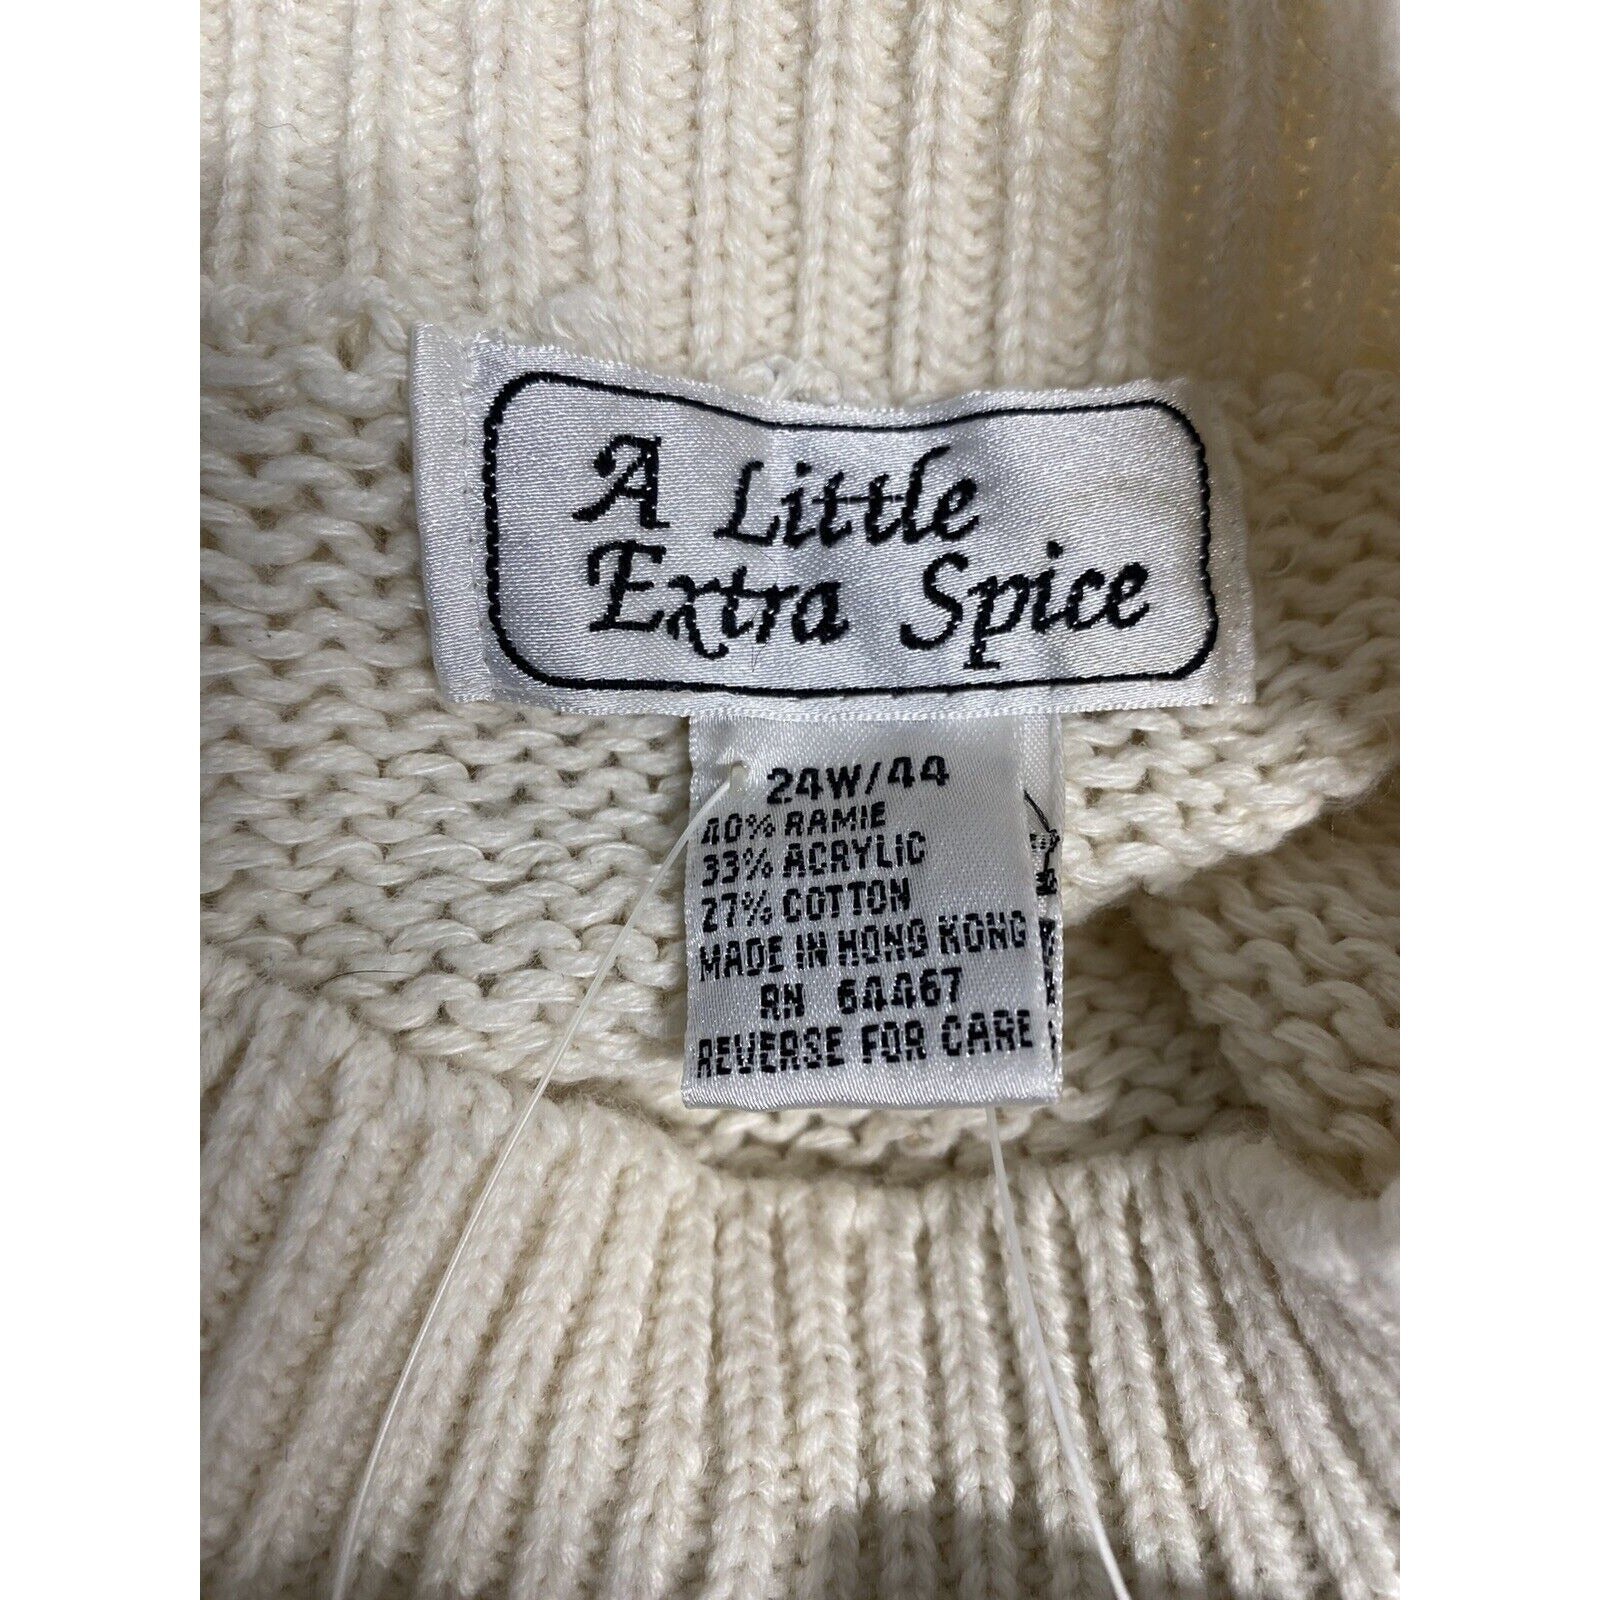 A Little
Extra Spice
24W/44
40% RAMIE
33% ACRYLIC
27% COTTON
MADE IN HONG KONG
RN 64467
REVERSE FOR CARE